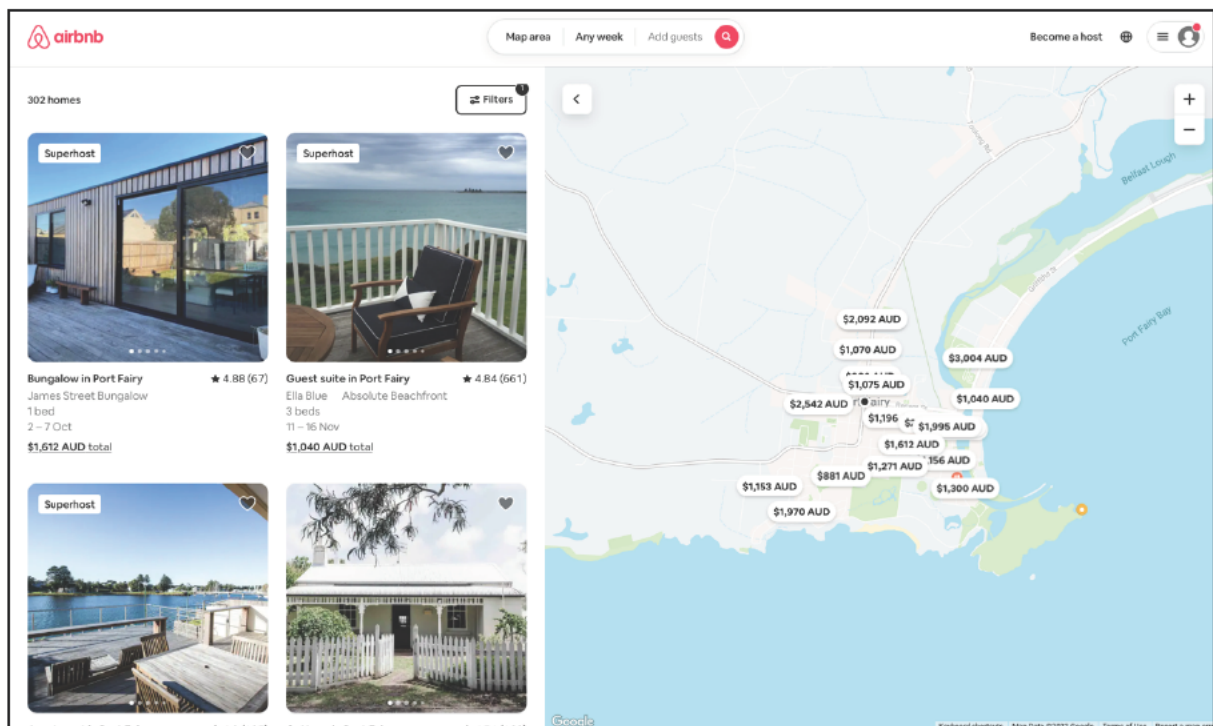 airbnb
Map area Any week Add guests
Become a host
302 homes
1
Filters
Superhost
Superhost
Bungalow in Port Fairy ★ 4.88 (67)
James Street Bungalow
1 bed
2 – 7 Oct
$1,612 AUD total
Guest suite in Port Fairy ★ 4.84 (661)
Ella Blue Absolute Beachfront
3 beds
11 – 16 Nov
$1,040 AUD total
Superhost
+
−
Belfast Lough
Griffiths St
Port Fairy Bay
$2,092 AUD
$1,070 AUD
$3,004 AUD
$1,075 AUD
$1,040 AUD
$2,542 AUD
$1,196
$1,995 AUD
$1,612 AUD
$1,271 AUD
$881 AUD
$1,300 AUD
$1,153 AUD
$1,970 AUD
Google